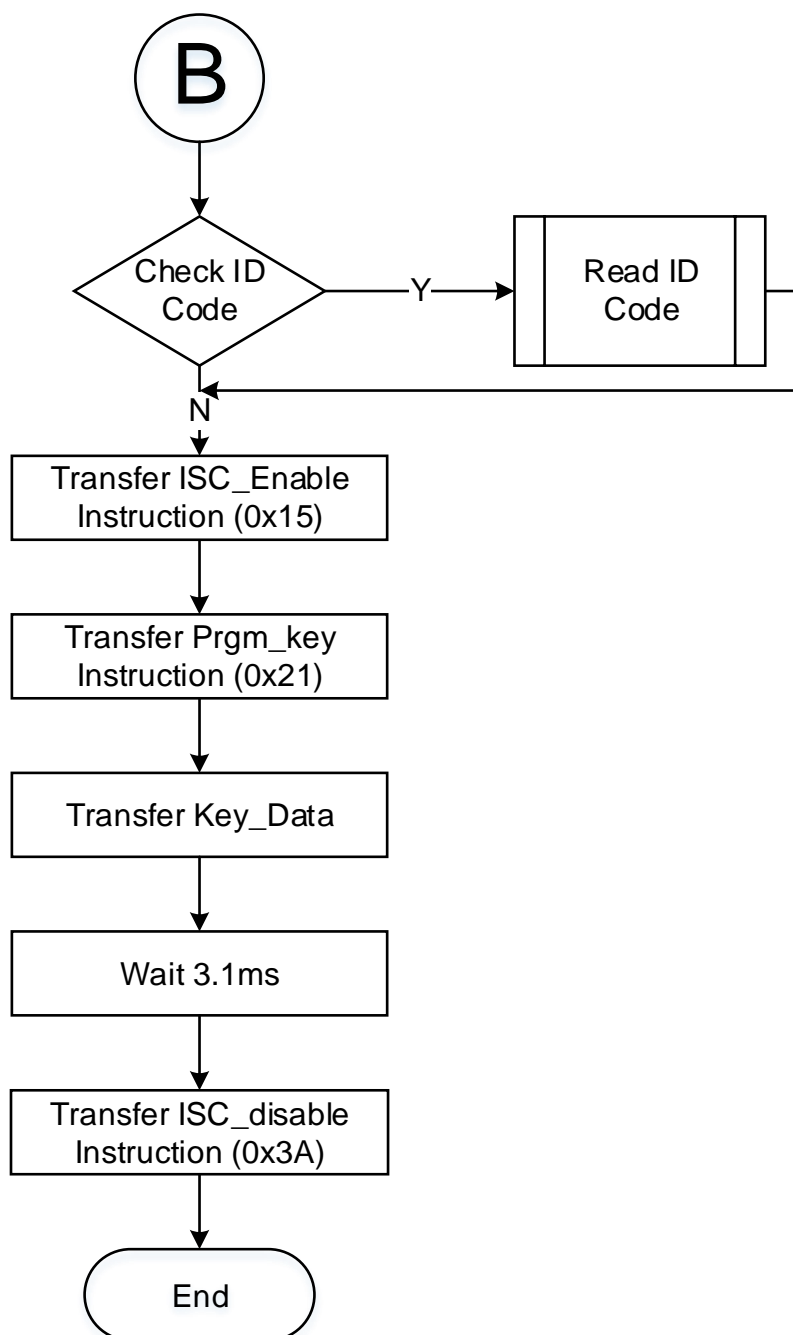 B
Check ID
Code
Y
Read ID
Code
N
Transfer ISC_Enable
Instruction (0x15)
Transfer Prgm_key
Instruction (0x21)
Transfer Key_Data
Wait 3.1ms
Transfer ISC_disable
Instruction (0x3A)
End